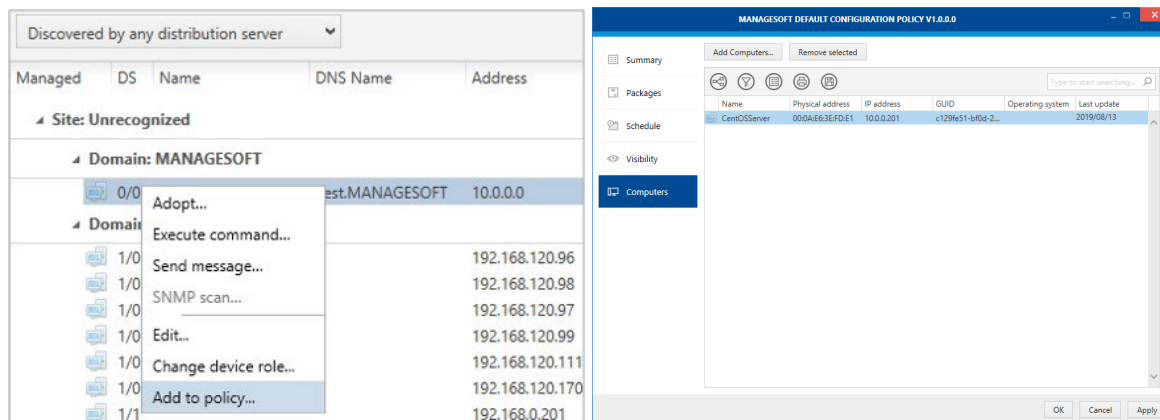 Discovered by any distribution server
Managed DS Name DNS Name Address
Site: Unrecognized
Domain: MANAGESOFT
0/0 est.MANAGESOFT 10.0.0.0
Adopt...
Domai
Execute command...
1/0 192.168.120.96
Send message...
1/0 192.168.120.98
SNMP scan...
1/0 192.168.120.97
Edit...
1/0 192.168.120.99
Change device role...
1/0 192.168.120.111
1/0 192.168.120.170
Add to policy...
1/1 192.168.0.201
MANAGESOFT DEFAULT CONFIGURATION POLICY V1.0.0.0
Summary
Packages
Schedule
Visibility
Computers
Add Computers... Remove selected
Type to start searching...
Name Physical address IP address GUID Operating system Last update
CentOSServer 00:0A:E6:3E:FD:E1 10.0.0.201 c129fe51-bf0d-2... 2019/08/13
OK Cancel Apply